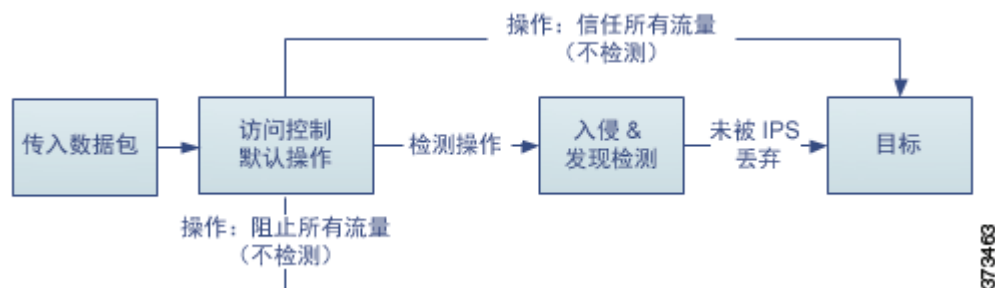 操作：信任所有流量
（不检测）
传入数据包
访问控制
默认操作
检测操作
入侵 &
发现检测
未被 IPS
丢弃
目标
操作：阻止所有流量
（不检测）
373463